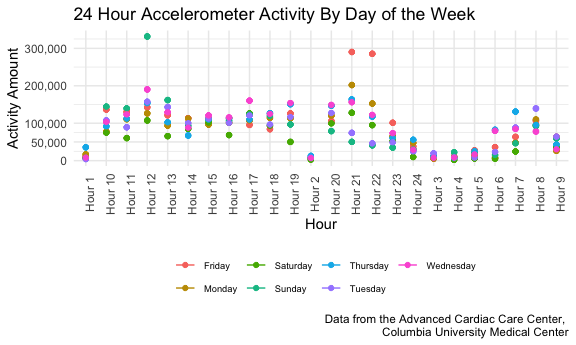 24 Hour Accelerometer Activity By Day of the Week
Activity Amount
300,000
200,000
100,000
50,000
0
Hour 1
Hour 10
Hour 11
Hour 12
Hour 13
Hour 14
Hour 15
Hour 16
Hour 17
Hour 18
Hour 19
Hour 2
Hour 20
Hour 21
Hour 22
Hour 23
Hour 24
Hour 3
Hour 4
Hour 5
Hour 6
Hour 7
Hour 8
Hour 9
Hour
Friday Saturday Thursday Wednesday
Monday Sunday Tuesday
Data from the Advanced Cardiac Care Center,
Columbia University Medical Center